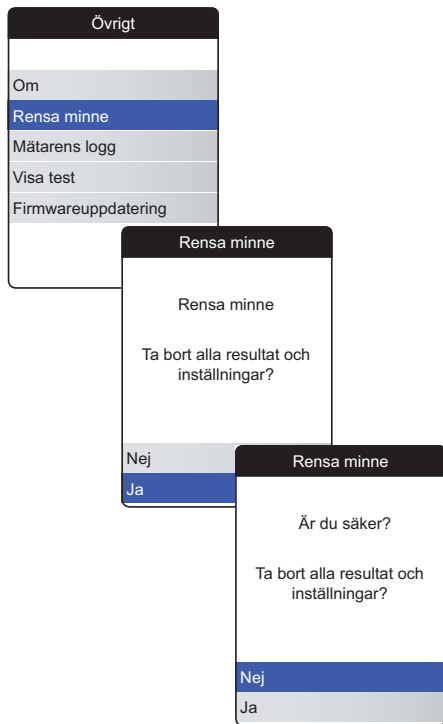 Övrigt
Om
Rensa minne
Mätarens logg
Visa test
Firmwareuppdatering
Rensa minne
Rensa minne
Ta bort alla resultat och
inställningar?
Nej
Ja
Rensa minne
Är du säker?
Ta bort alla resultat och
inställningar?
Nej
Ja